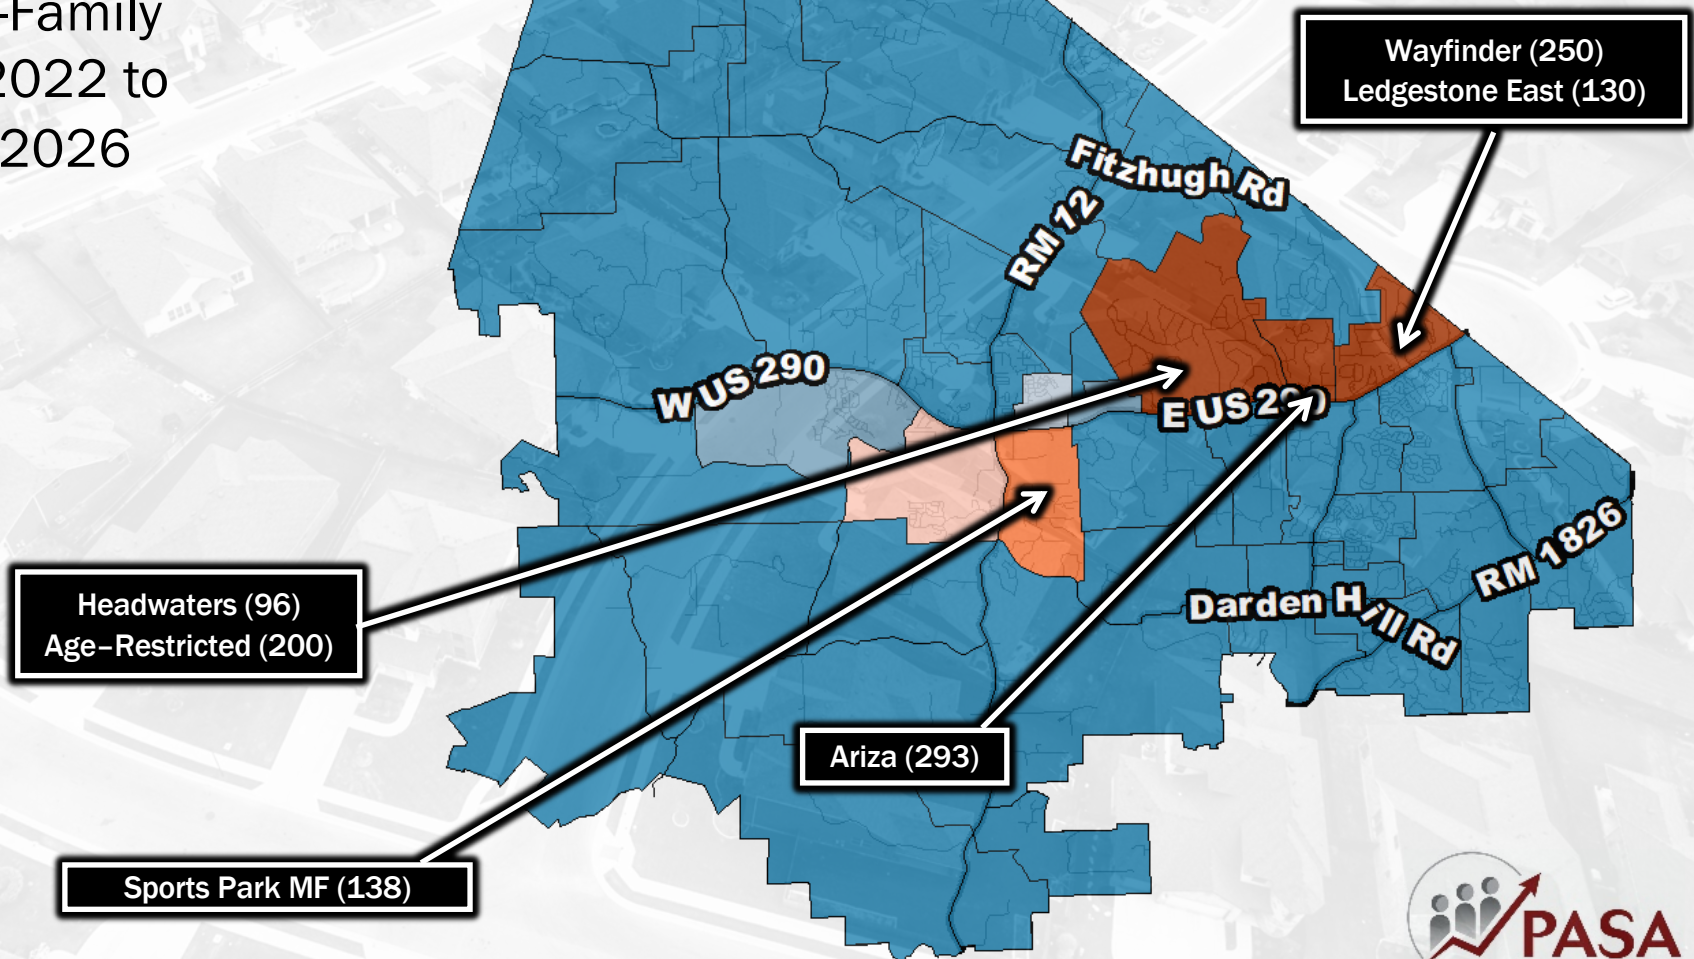 -Family
2022 to
2026
Wayfinder (250)
Ledgestone East (130)
Fitzhugh Rd
RM 12
W US 290
E US 290
Headwaters (96)
Age–Restricted (200)
RM 1826
Darden Hill Rd
Ariza (293)
Sports Park MF (138)
PASA